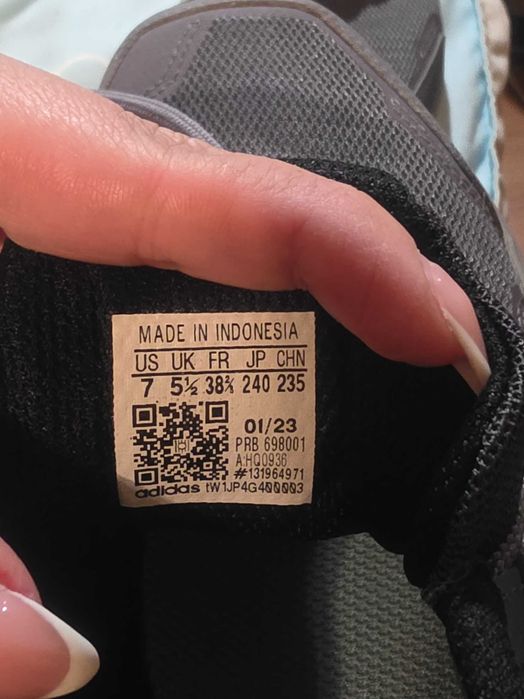 MADE IN INDONESIA
US UK FR JP CHN
7 5½ 38⅔ 240 235
01/23
PRB 698001
A:HQ0936
#131964971
adidas tW1JP4G400003